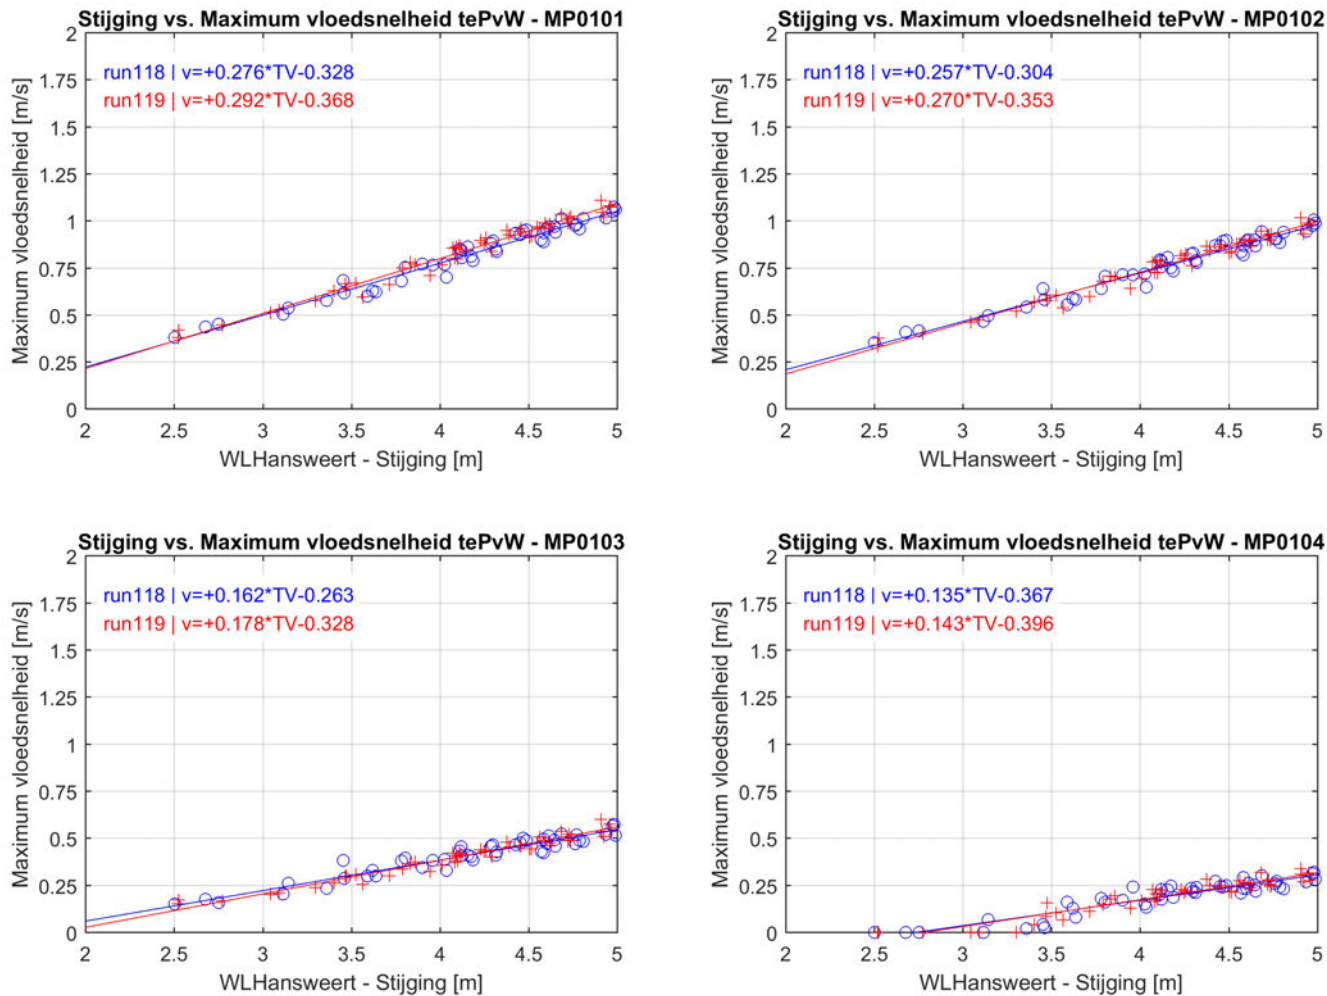 Stijging vs. Maximum vloedsnelheid tePvW - MP0101
2
1.75
1.5
1.25
1
0.75
0.5
0.25
0
Maximum vloedsnelheid [m/s]
run118 | v=+0.276*TV-0.328
run119 | v=+0.292*TV-0.368
2 2.5 3 3.5 4 4.5 5
WLHansweert - Stijging [m]
Stijging vs. Maximum vloedsnelheid tePvW - MP0102
2
1.75
1.5
1.25
1
0.75
0.5
0.25
0
Maximum vloedsnelheid [m/s]
run118 | v=+0.257*TV-0.304
run119 | v=+0.270*TV-0.353
2 2.5 3 3.5 4 4.5 5
WLHansweert - Stijging [m]
Stijging vs. Maximum vloedsnelheid tePvW - MP0103
2
1.75
1.5
1.25
1
0.75
0.5
0.25
0
Maximum vloedsnelheid [m/s]
run118 | v=+0.162*TV-0.263
run119 | v=+0.178*TV-0.328
2 2.5 3 3.5 4 4.5 5
WLHansweert - Stijging [m]
Stijging vs. Maximum vloedsnelheid tePvW - MP0104
2
1.75
1.5
1.25
1
0.75
0.5
0.25
0
Maximum vloedsnelheid [m/s]
run118 | v=+0.135*TV-0.367
run119 | v=+0.143*TV-0.396
2 2.5 3 3.5 4 4.5 5
WLHansweert - Stijging [m]